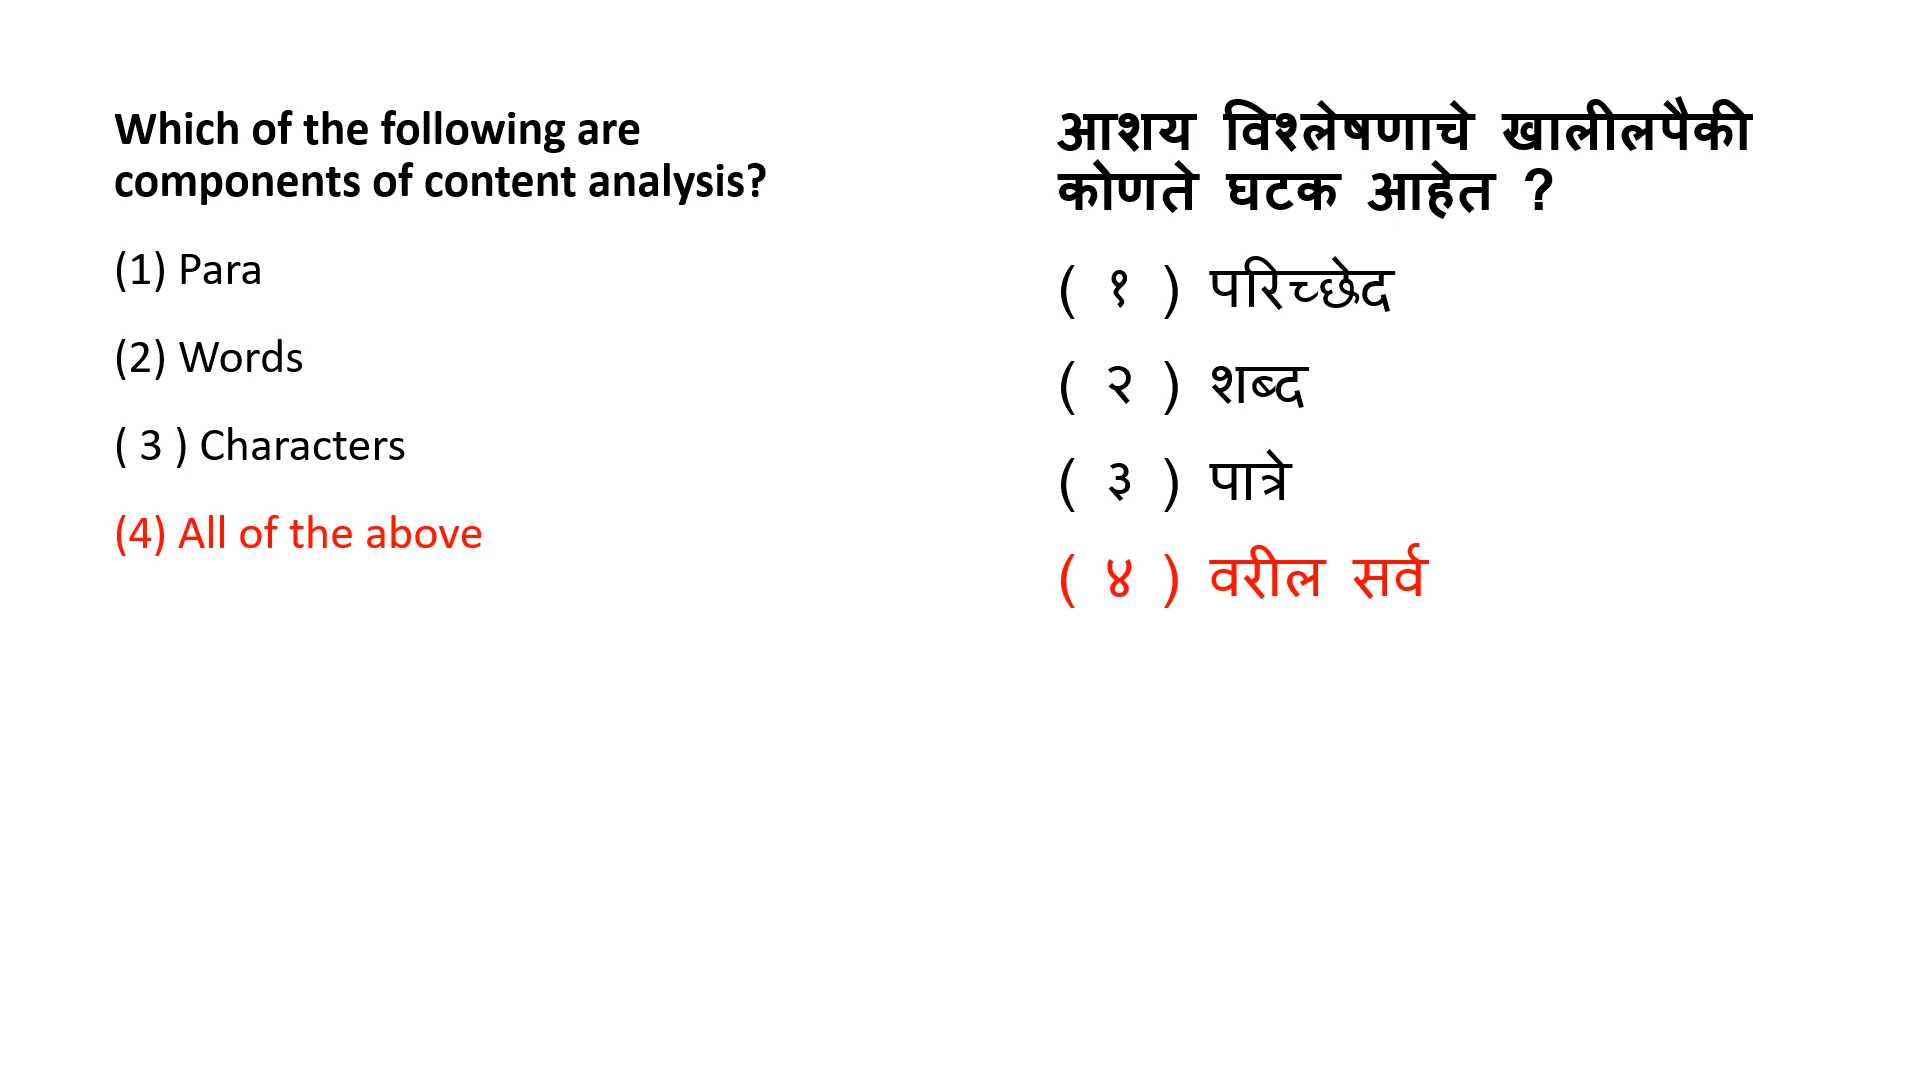 Which of the following are
components of content analysis?
(1) Para
(2) Words
( 3 ) Characters
(4) All of the above
आशय विश्लेषणाचे खालीलपैकी
कोणते घटक आहेत ?
( १ ) परिच्छेद
( २ ) शब्द
( ३ ) पात्रे
( ४ ) वरील सर्व